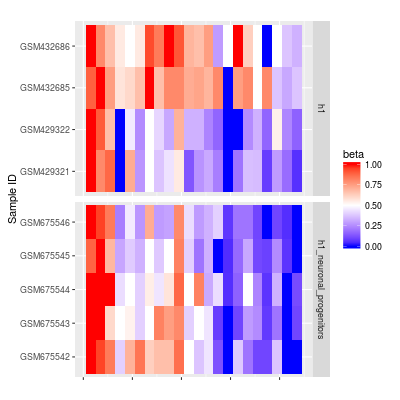 GSM432686
GSM432685
GSM429322
GSM429321
h1
GSM675546
GSM675545
GSM675544
GSM675543
GSM675542
h1_neuronal_progenitors
Sample ID
beta
1.00
0.75
0.50
0.25
0.00